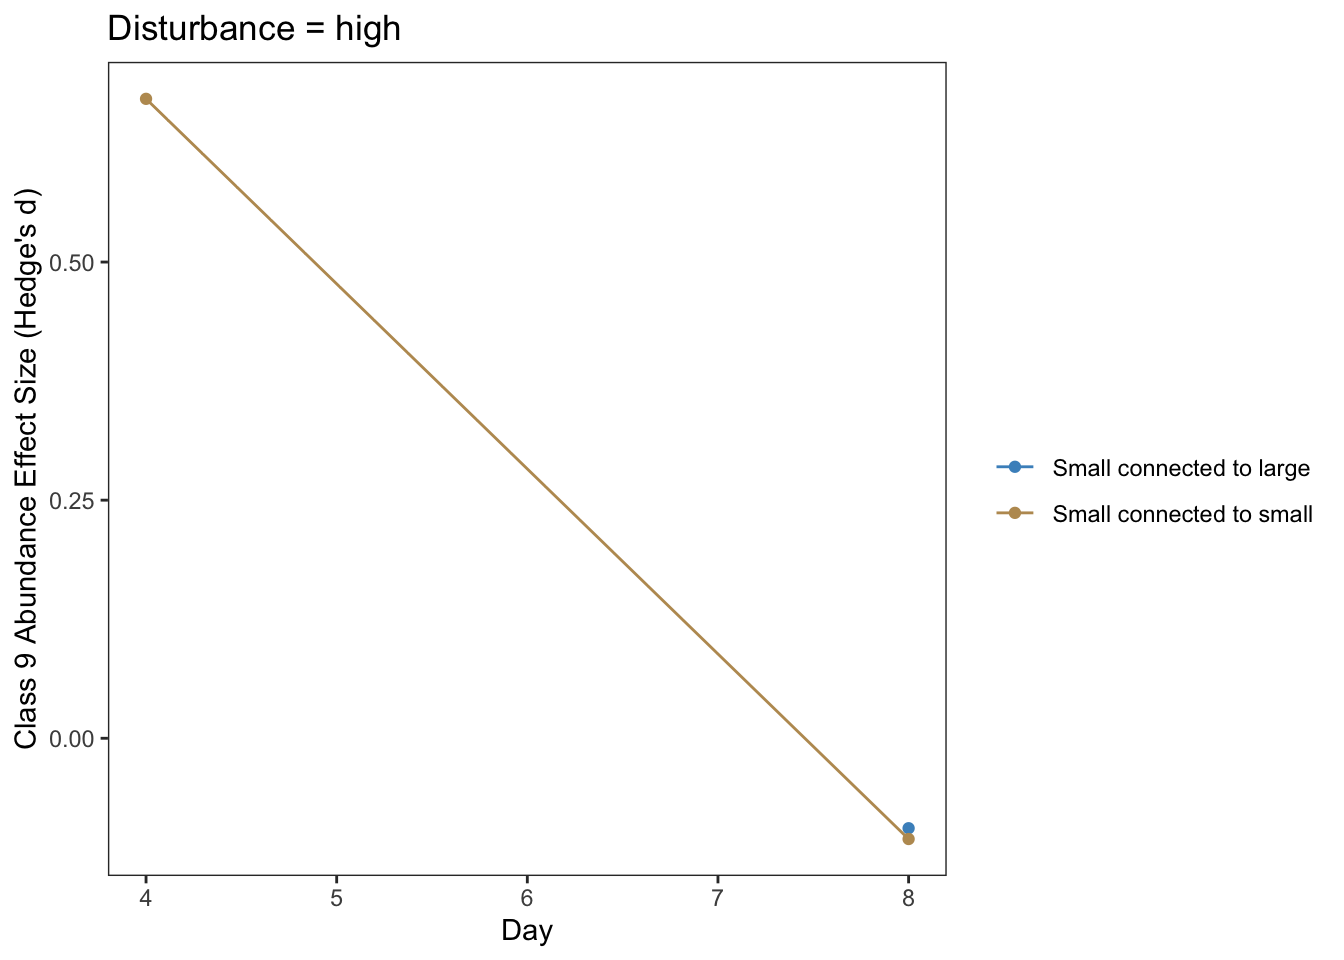 Disturbance = high
Class 9 Abundance Effect Size (Hedge's d)
0.50
0.25
0.00
4 5 6 7 8
Day
Small connected to large
Small connected to small